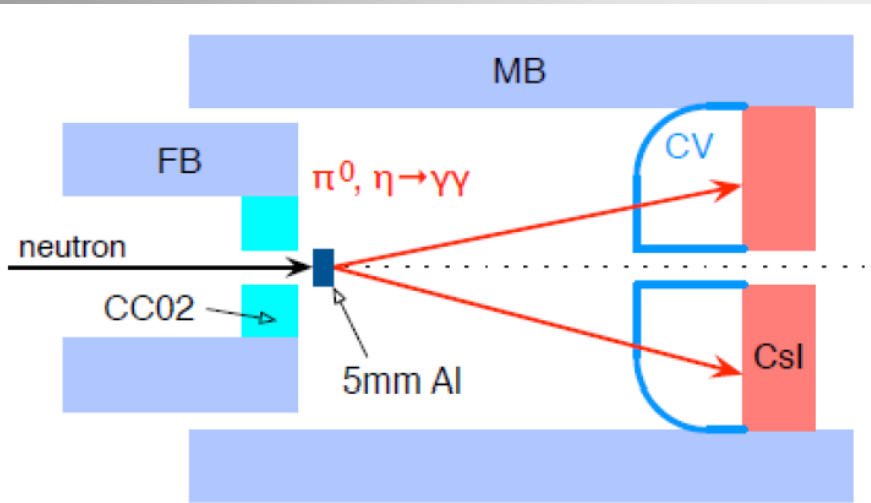 MB
FB
CV
π⁰, η→γγ
neutron
CC02
5mm Al
CsI